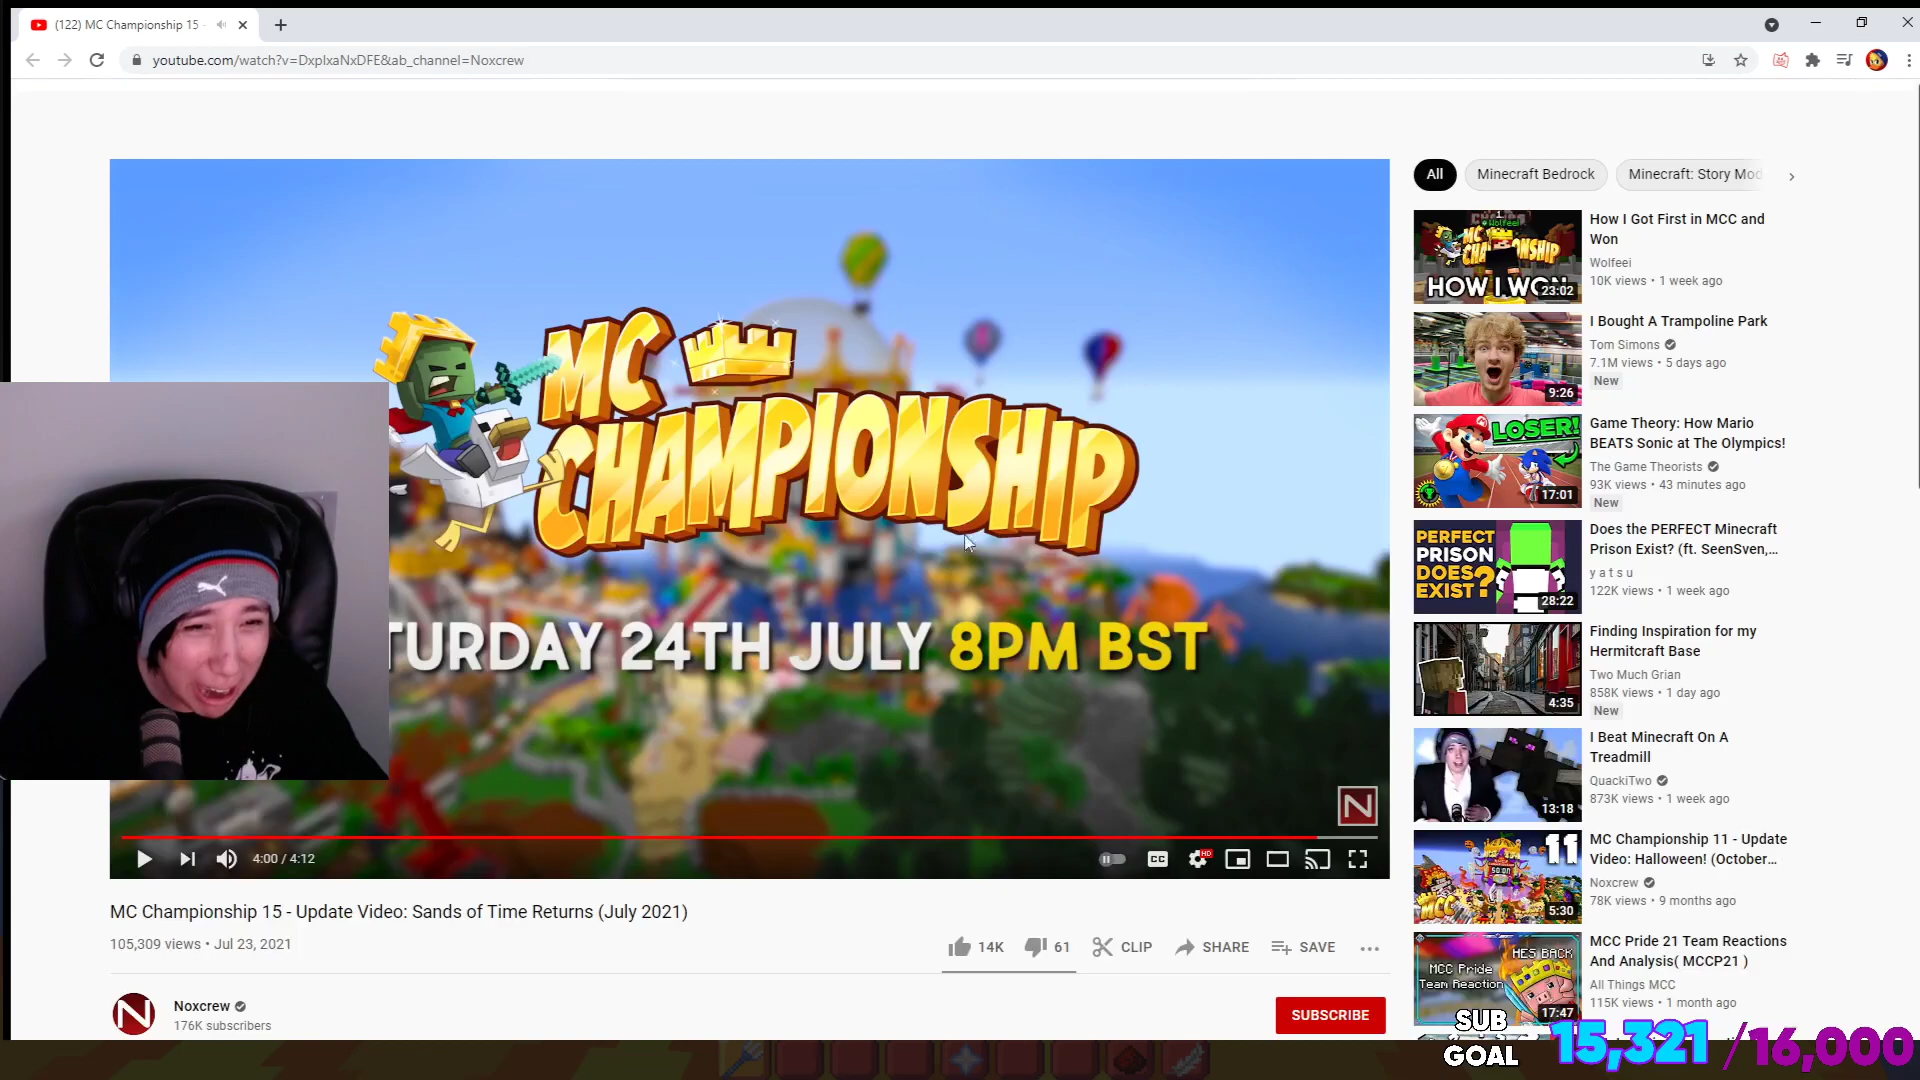 (122) MC Championship 15 -
youtube.com/watch?v=DxpIxaNxDFE&ab_channel=Noxcrew
MC
CHAMPIONSHIP
TURDAY 24TH JULY 8PM BST
N
4:00 / 4:12
CC
HD
MC Championship 15 - Update Video: Sands of Time Returns (July 2021)
105,309 views • Jul 23, 2021
14K
61
CLIP
SHARE
SAVE
N
Noxcrew
176K subscribers
SUBSCRIBE
All
Minecraft Bedrock
Minecraft: Story Mod
MC
CHAMPIONSHIP
HOW I WON
23:02
How I Got First in MCC and
Won
Wolfeei
10K views • 1 week ago
9:26
I Bought A Trampoline Park
Tom Simons
7.1M views • 5 days ago
New
LOSER!
17:01
Game Theory: How Mario
BEATS Sonic at The Olympics!
The Game Theorists
93K views • 43 minutes ago
New
PERFECT
PRISON
DOES
EXIST?
28:22
Does the PERFECT Minecraft
Prison Exist? (ft. SeenSven,...
y a t s u
122K views • 1 week ago
4:35
Finding Inspiration for my
Hermitcraft Base
Two Much Grian
858K views • 1 day ago
New
13:18
I Beat Minecraft On A
Treadmill
QuackiTwo
873K views • 1 week ago
11
MCC
5:30
MC Championship 11 - Update
Video: Halloween! (October...
Noxcrew
78K views • 9 months ago
HES BACK
MCC Pride
Team Reaction
17:47
MCC Pride 21 Team Reactions
And Analysis( MCCP21 )
All Things MCC
115K views • 1 month ago
SUB
GOAL
15,321 /16,000